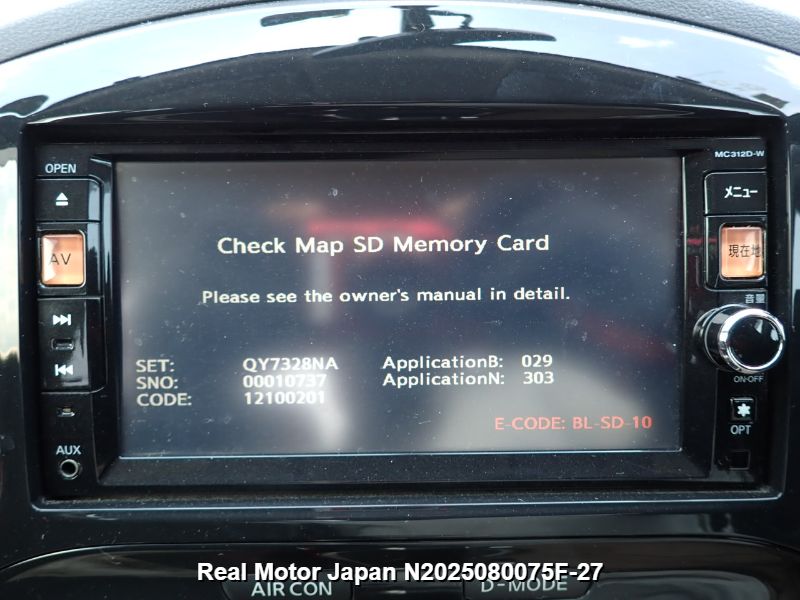 OPEN
MC312D-W
メニュー
AV
現在地
Check Map SD Memory Card
Please see the owner's manual in detail.
音量
SET: QY7328NA ApplicationB: 029
SNO: 00010737 ApplicationN: 303
CODE: 12100201
ON·OFF
E-CODE: BL-SD-10
OPT
AUX
Real Motor Japan N2025080075F-27
AIR CON
D-MODE